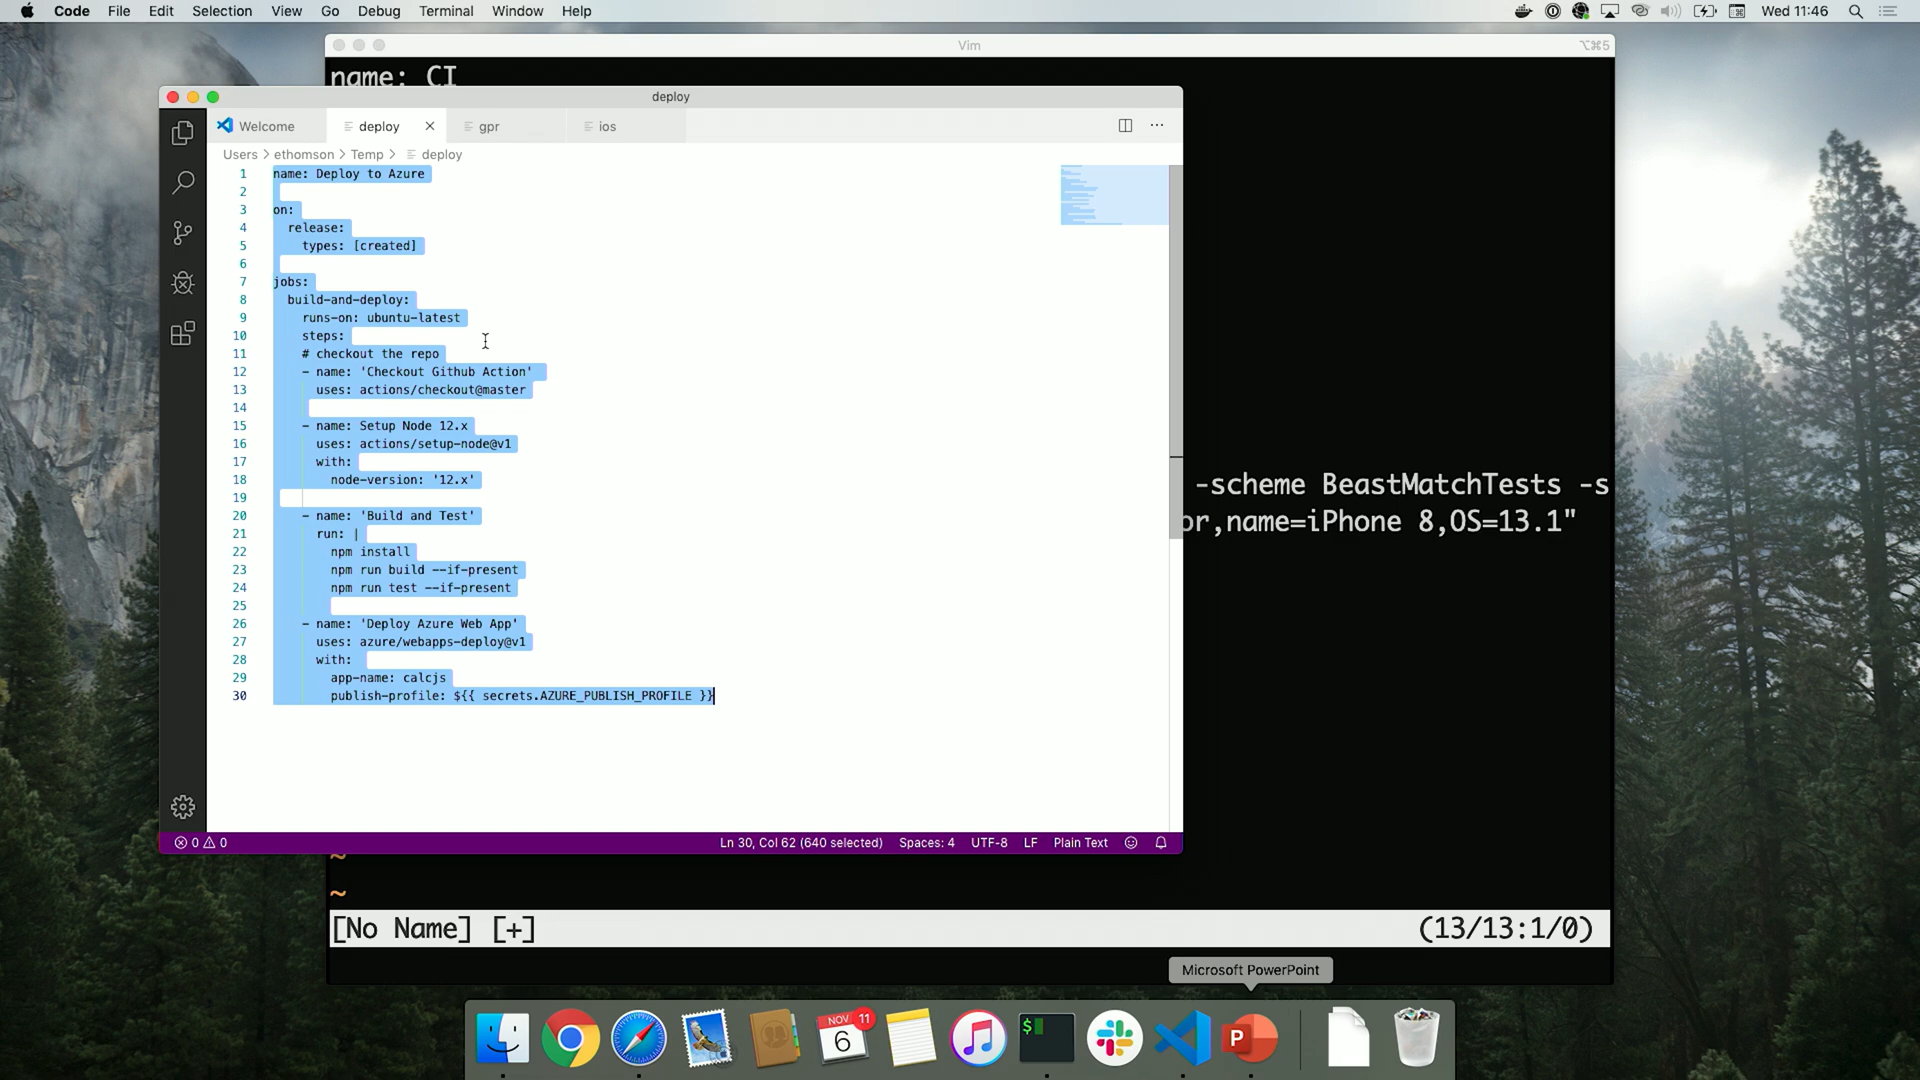 Code File Edit Selection View Go Debug Terminal Window Help
Wed 11:46
Vim
⌥⌘5
name: CI
deploy
Welcome
deploy
gpr
ios
Users > ethomson > Temp > deploy
1 name: Deploy to Azure
2
3 on:
4 release:
5 types: [created]
6
7 jobs:
8 build-and-deploy:
9 runs-on: ubuntu-latest
10 steps:
11 # checkout the repo
12 - name: 'Checkout Github Action'
13 uses: actions/checkout@master
14
15 - name: Setup Node 12.x
16 uses: actions/setup-node@v1
17 with:
18 node-version: '12.x'
19
20 - name: 'Build and Test'
21 run: |
22 npm install
23 npm run build --if-present
24 npm run test --if-present
25
26 - name: 'Deploy Azure Web App'
27 uses: azure/webapps-deploy@v1
28 with:
29 app-name: calcjs
30 publish-profile: ${{ secrets.AZURE_PUBLISH_PROFILE }}
-scheme BeastMatchTests -s
or,name=iPhone 8,OS=13.1"
0 0
Ln 30, Col 62 (640 selected) Spaces: 4 UTF-8 LF Plain Text
~
~
[No Name] [+] (13/13:1/0)
Microsoft PowerPoint
NOV
11
6
$
P